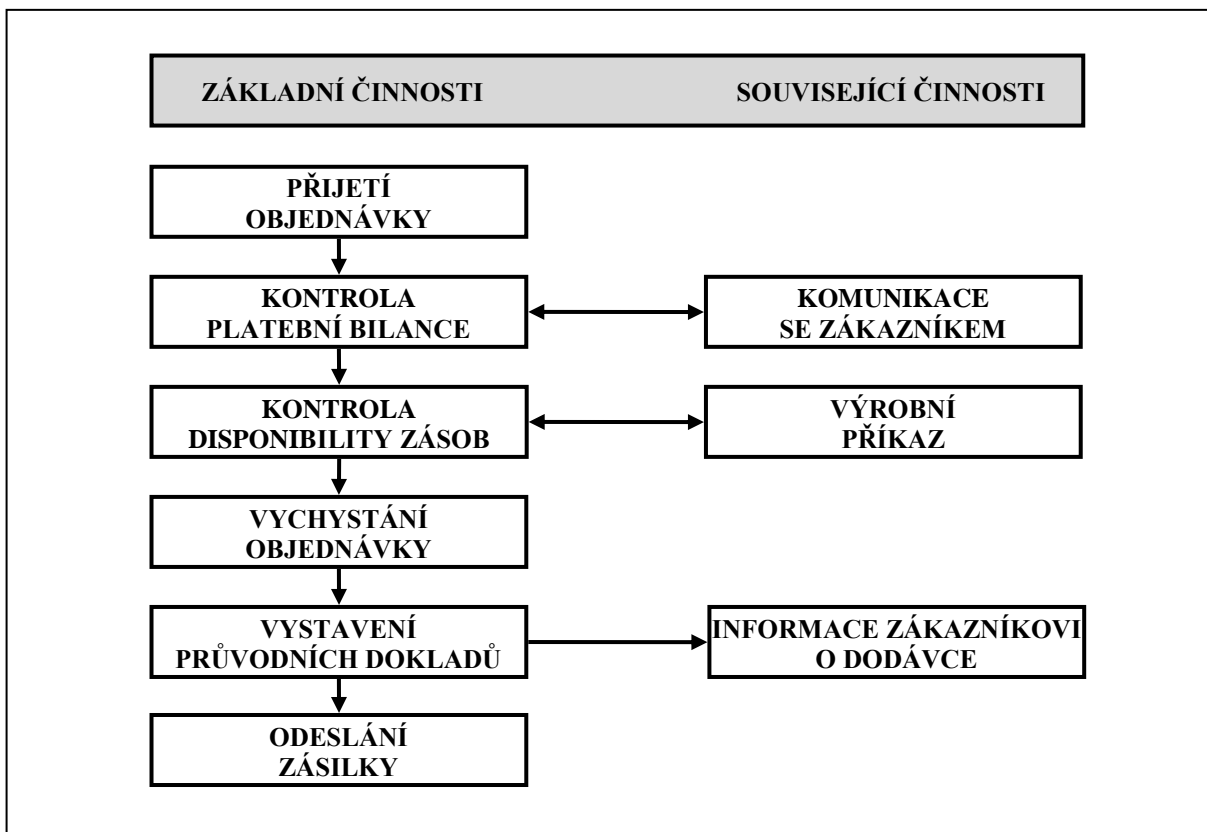 ZÁKLADNÍ ČINNOSTI
SOUVISEJÍCÍ ČINNOSTI
PŘIJETÍ
OBJEDNÁVKY
KONTROLA
PLATEBNÍ BILANCE
KOMUNIKACE
SE ZÁKAZNÍKEM
KONTROLA
DISPONIBILITY ZÁSOB
VÝROBNÍ
PŘÍKAZ
VYCHYSTÁNÍ
OBJEDNÁVKY
VYSTAVENÍ
PRŮVODNÍCH DOKLADŮ
INFORMACE ZÁKAZNÍKOVI
O DODÁVCE
ODESLÁNÍ
ZÁSILKY